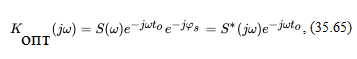 K_ОПТ(jω) = S(ω)e^{-jωt_o} e^{-jφ_s} = S*(jω)e^{-jωt_o}, (35.65)